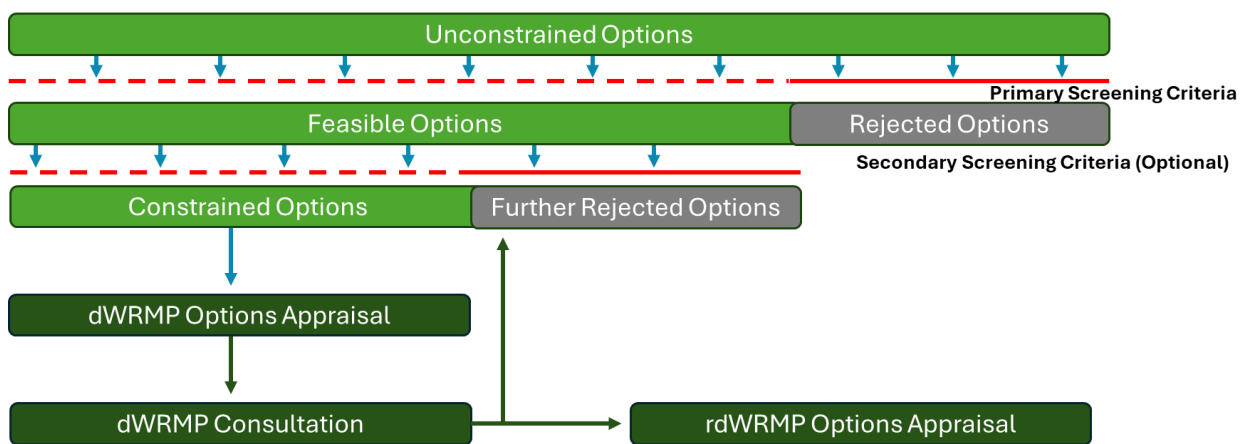 Unconstrained Options
Primary Screening Criteria
Feasible Options
Rejected Options
Secondary Screening Criteria (Optional)
Constrained Options
Further Rejected Options
dWRMP Options Appraisal
dWRMP Consultation
rdWRMP Options Appraisal